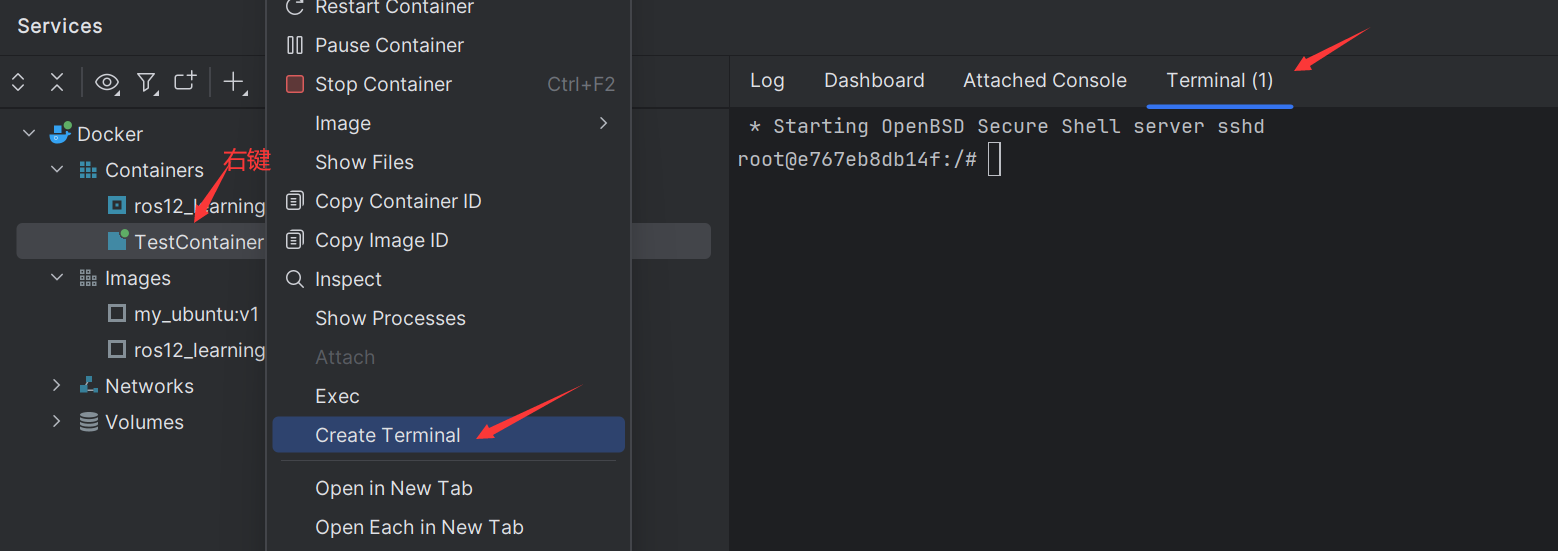 Services
Docker
Containers
ros12_learning
TestContainer
Images
my_ubuntu:v1
ros12_learning
Networks
Volumes
右键
Restart Container
Pause Container
Stop Container Ctrl+F2
Image
Show Files
Copy Container ID
Copy Image ID
Inspect
Show Processes
Attach
Exec
Create Terminal
Open in New Tab
Open Each in New Tab
Log Dashboard Attached Console Terminal (1)
* Starting OpenBSD Secure Shell server sshd
root@e767eb8db14f:/#